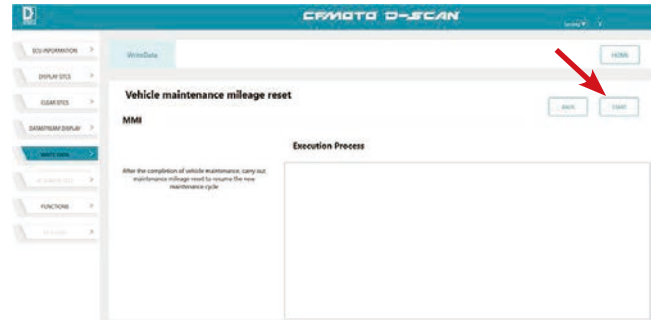 D
CFMOTO D-SCAN
ECU INFORMATION >
WriteData
HOME
DISPLAY DTCS >
CLEAR DTCS >
Vehicle maintenance mileage reset
BACK
START
DATASTREAM DISPLAY >
MMI
WRITE DATA >
Execution Process
After the completion of vehicle maintenance, carry out
maintenance mileage reset to resume the new
maintenance cycle
FUNCTIONS >